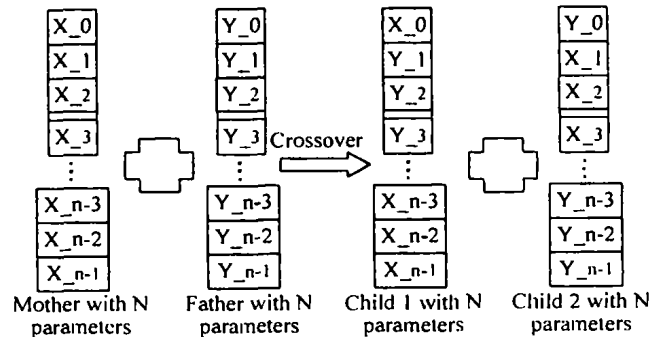 X_0
X_1
X_2
X_3
⋮
X_n-3
X_n-2
X_n-1
Mother with N
parameters
Y_0
Y_1
Y_2
Y_3
⋮
Y_n-3
Y_n-2
Y_n-1
Father with N
parameters
Crossover
X_0
Y_1
Y_2
Y_3
⋮
X_n-3
X_n-2
X_n-1
Child 1 with N
parameters
Y_0
X_1
X_2
X_3
⋮
Y_n-3
Y_n-2
Y_n-1
Child 2 with N
parameters